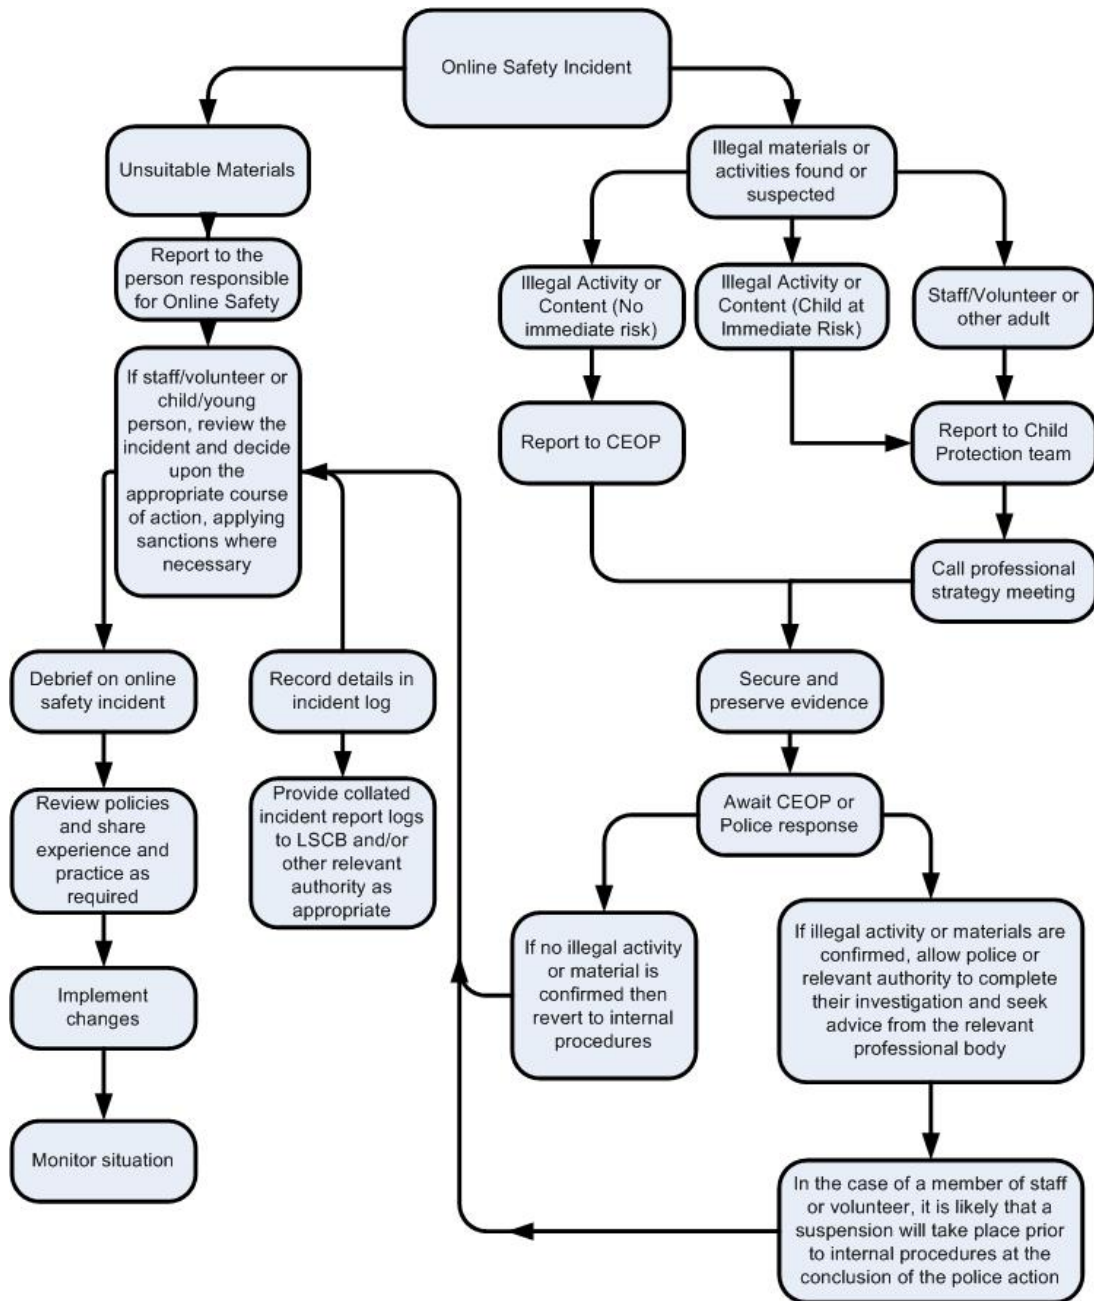 Online Safety Incident
Unsuitable Materials
Report to the
person responsible
for Online Safety
If staff/volunteer or
child/young
person, review the
incident and decide
upon the
appropriate course
of action, applying
sanctions where
necessary
Debrief on online
safety incident
Review policies
and share
experience and
practice as
required
Implement
changes
Monitor situation
Record details in
incident log
Provide collated
incident report logs
to LSCB and/or
other relevant
authority as
appropriate
Illegal materials or
activities found or
suspected
Illegal Activity or
Content (No
immediate risk)
Illegal Activity or
Content (Child at
Immediate Risk)
Staff/Volunteer or
other adult
Report to CEOP
Report to Child
Protection team
Call professional
strategy meeting
Secure and
preserve evidence
Await CEOP or
Police response
If no illegal activity
or material is
confirmed then
revert to internal
procedures
If illegal activity or materials are
confirmed, allow police or
relevant authority to complete
their investigation and seek
advice from the relevant
professional body
In the case of a member of staff
or volunteer, it is likely that a
suspension will take place prior
to internal procedures at the
conclusion of the police action